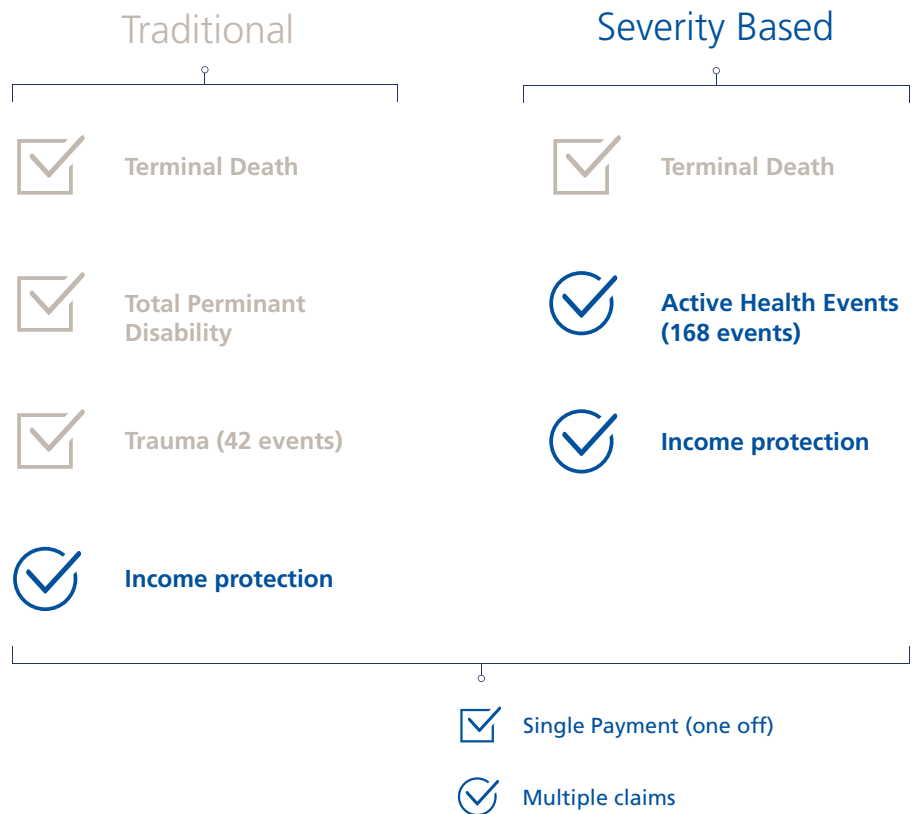 Traditional
Terminal Death
Total Perminant
Disability
Trauma (42 events)
Income protection
Severity Based
Terminal Death
Active Health Events
(168 events)
Income protection
Single Payment (one off)
Multiple claims